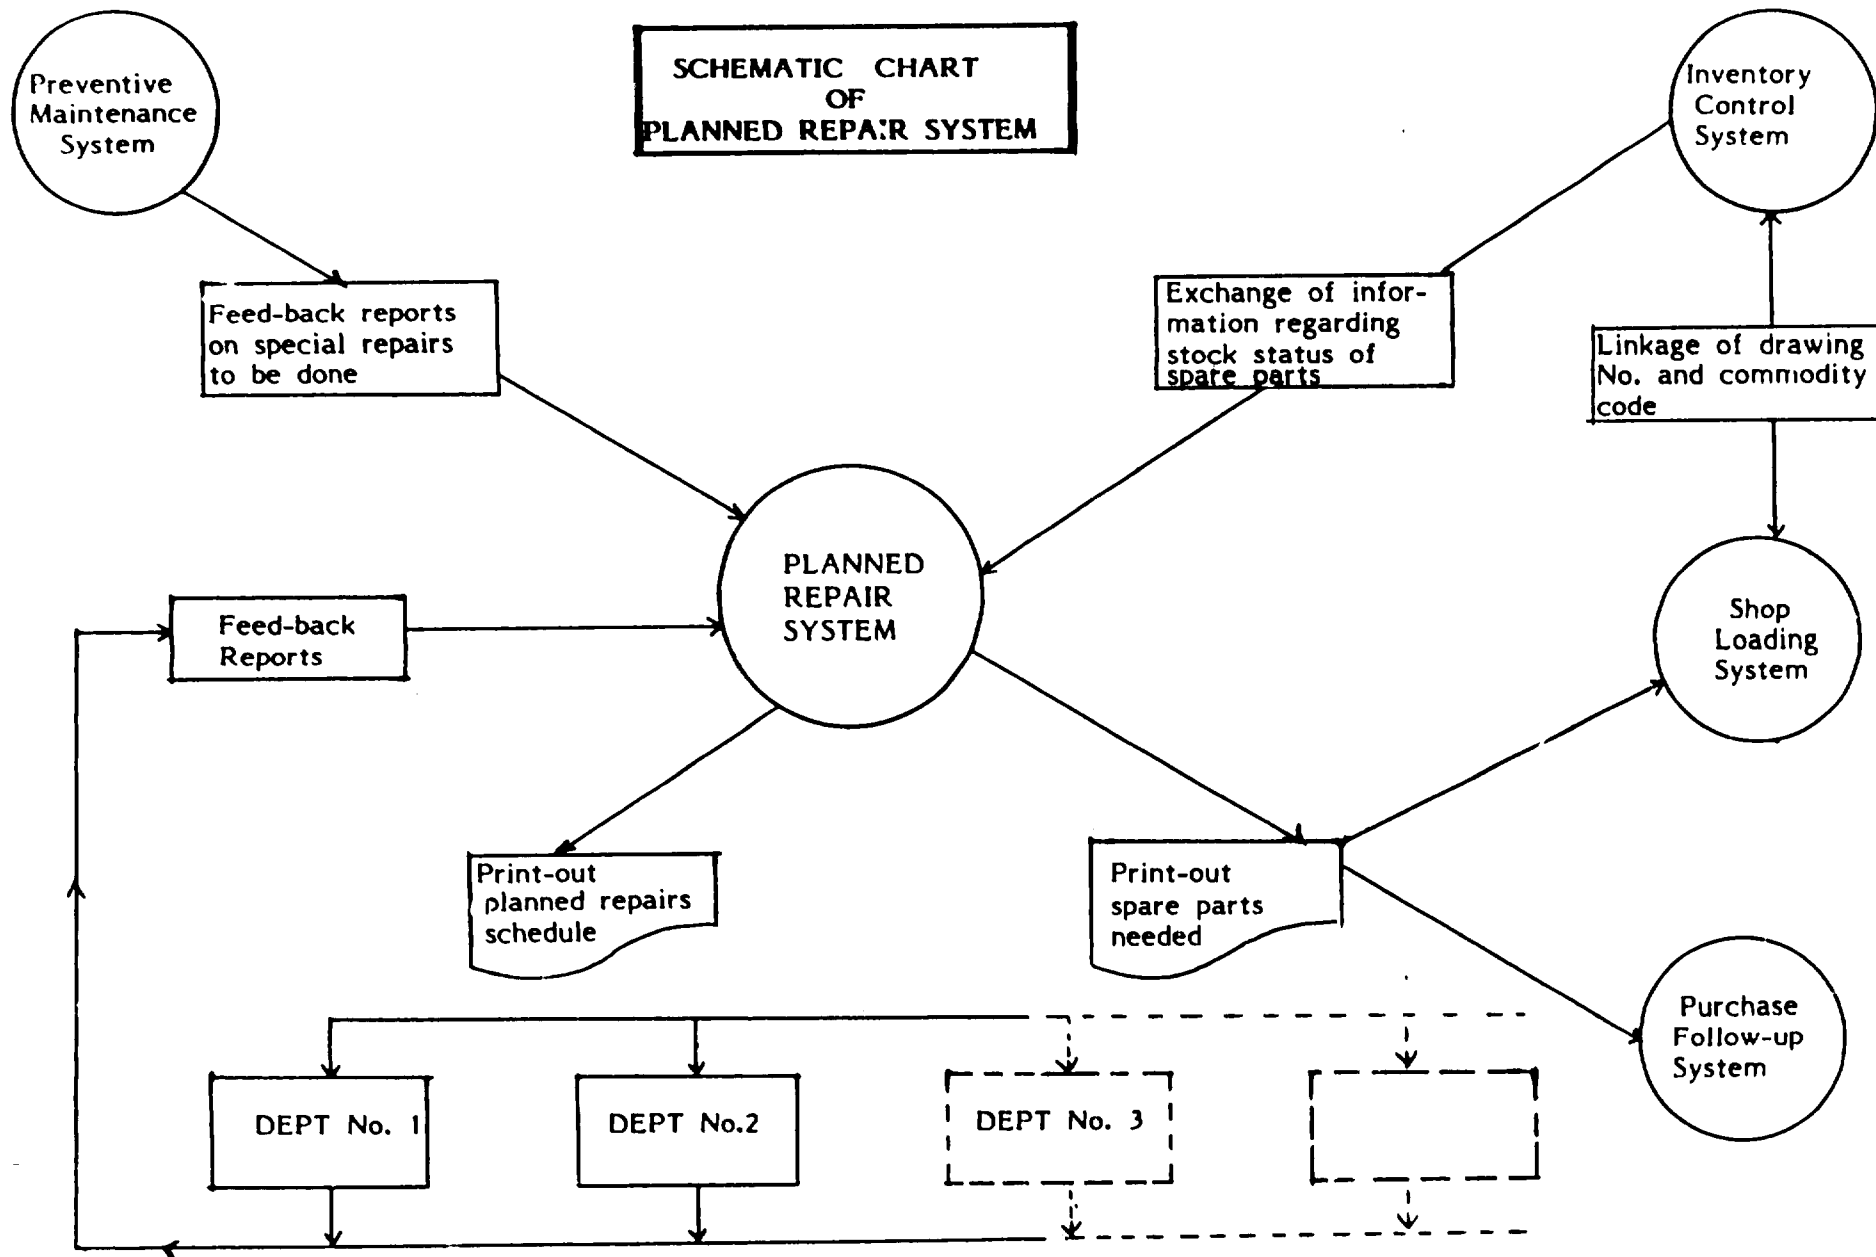 SCHEMATIC CHART
OF
PLANNED REPAIR SYSTEM
Preventive
Maintenance
System
Inventory
Control
System
Feed-back reports
on special repairs
to be done
Exchange of infor-
mation regarding
stock status of
spare parts
Linkage of drawing
No. and commodity
code
PLANNED
REPAIR
SYSTEM
Feed-back
Reports
Shop
Loading
System
Print-out
planned repairs
schedule
Print-out
spare parts
needed
Purchase
Follow-up
System
DEPT No. 1
DEPT No.2
DEPT No. 3